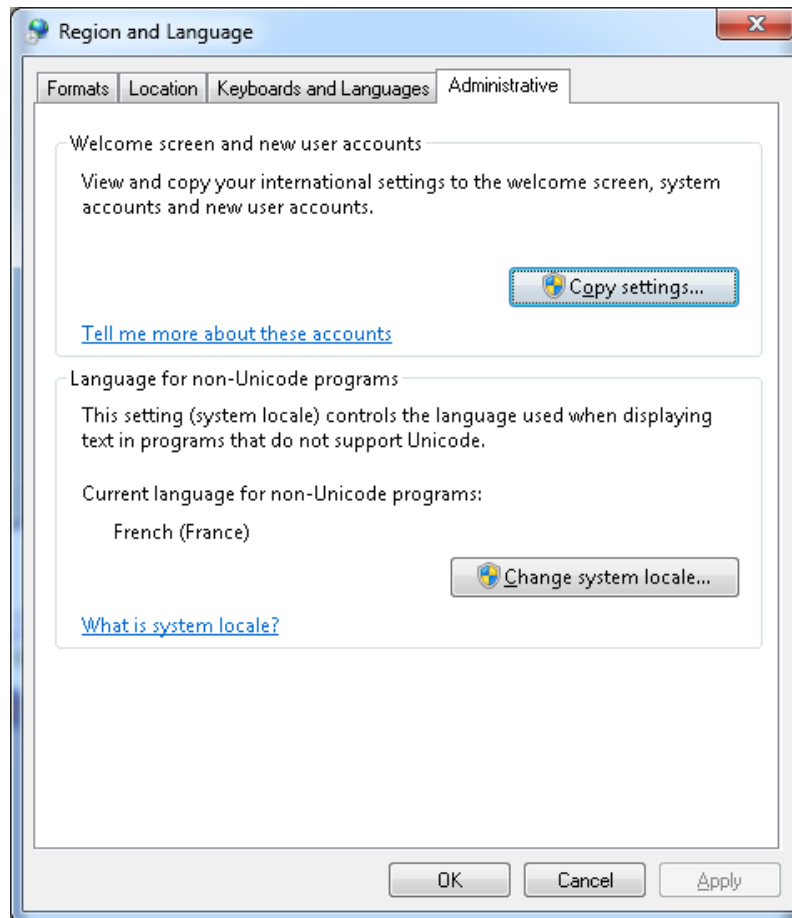 Region and Language
Formats
Location
Keyboards and Languages
Administrative
Welcome screen and new user accounts
View and copy your international settings to the welcome screen, system
accounts and new user accounts.
Copy settings...
Tell me more about these accounts
Language for non-Unicode programs
This setting (system locale) controls the language used when displaying
text in programs that do not support Unicode.
Current language for non-Unicode programs:
French (France)
Change system locale...
What is system locale?
OK
Cancel
Apply